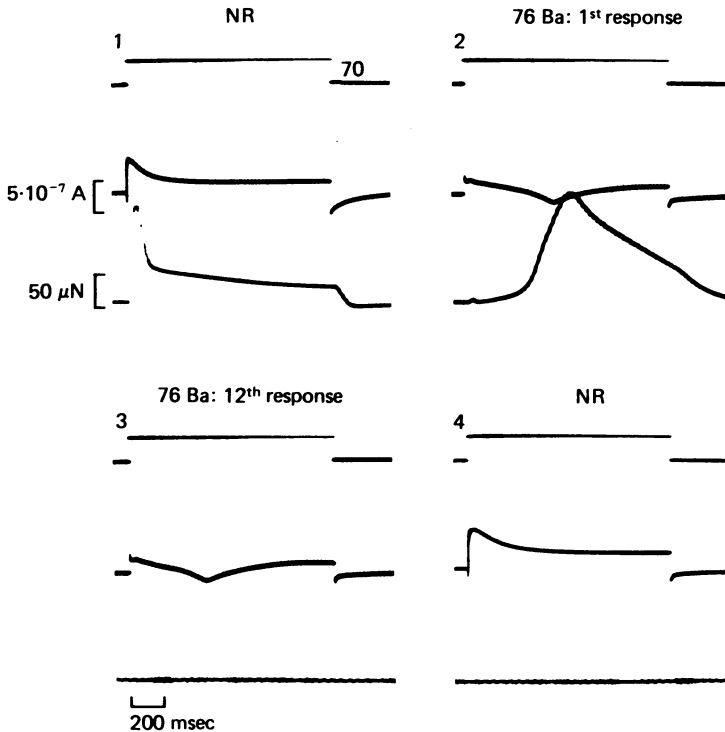 NR
1
70
76 Ba: 1st response
2
5·10⁻⁷ A
50 μN
76 Ba: 12th response
3
NR
4
200 msec